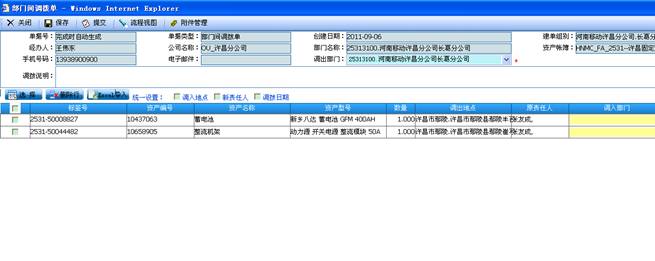 部门间调拨单 - Windows Internet Explorer
关闭 保存 提交 流程视图 附件管理
单据号: 完成时自动生成 单据类型: 部门间调拨单 创建日期: 2011-09-06 建单组别: 河南移动许昌分公司.长葛分
经办人: 王伟东 公司名称: OU_许昌分公司 部门名称: 25313100.河南移动许昌分公司长葛分公司 资产帐簿: HNMC_FA_2531--许昌固定
手机号码: 13938900900 电子邮件: 调出部门: 25313100.河南移动许昌分公司长葛分公司 *
调拨说明:
选 择 删除行 Excel导入 统一设置: 调入地点 新责任人 调拨日期
标签号 资产编号 资产名称 资产型号 数量 调出地点 原责任人 调入部门
2531-50008827 10437063 蓄电池 新乡八达 蓄电池 GFM 400AH 1.000 许昌市鄢陵.许昌市鄢陵县鄢陵丰 张友成,
2531-50044482 10658905 整流机架 动力源 开关电源 整流模块 50A 1.000 许昌市鄢陵.许昌市鄢陵县鄢陵崔 张友成,